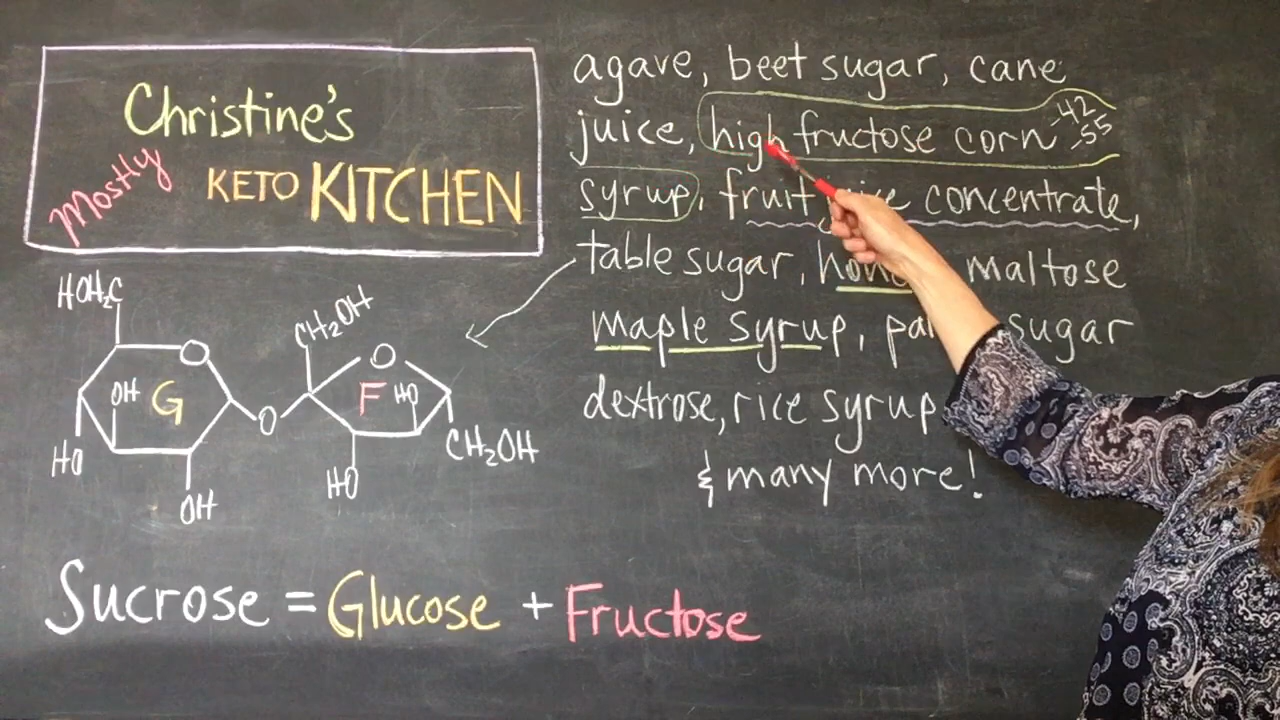 Christine's
Mostly
KETO KITCHEN
agave, beet sugar, cane
juice, high fructose corn -42 -55
syrup, fruit concentrate,
table sugar, maltose
maple syrup, sugar
dextrose, rice syrup
& many more!
HOH₂C
O
OH
G
HO
OH
O
CH₂OH
O
F
HO
HO
CH₂OH
Sucrose = Glucose + Fructose